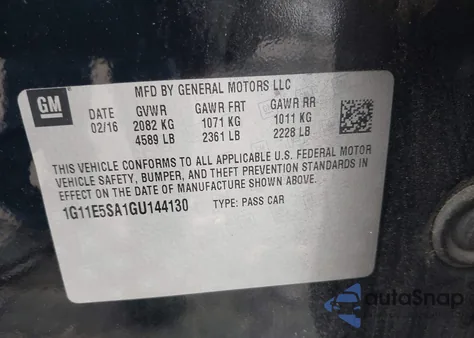 MFD BY GENERAL MOTORS LLC
GM
DATE GVWR GAWR FRT GAWR RR
02/16 2082 KG 1071 KG 1011 KG
4589 LB 2361 LB 2228 LB
THIS VEHICLE CONFORMS TO ALL APPLICABLE U.S. FEDERAL MOTOR
VEHICLE SAFETY, BUMPER, AND THEFT PREVENTION STANDARDS IN
EFFECT ON THE DATE OF MANUFACTURE SHOWN ABOVE.
1G11E5SA1GU144130 TYPE: PASS CAR
autoSnap